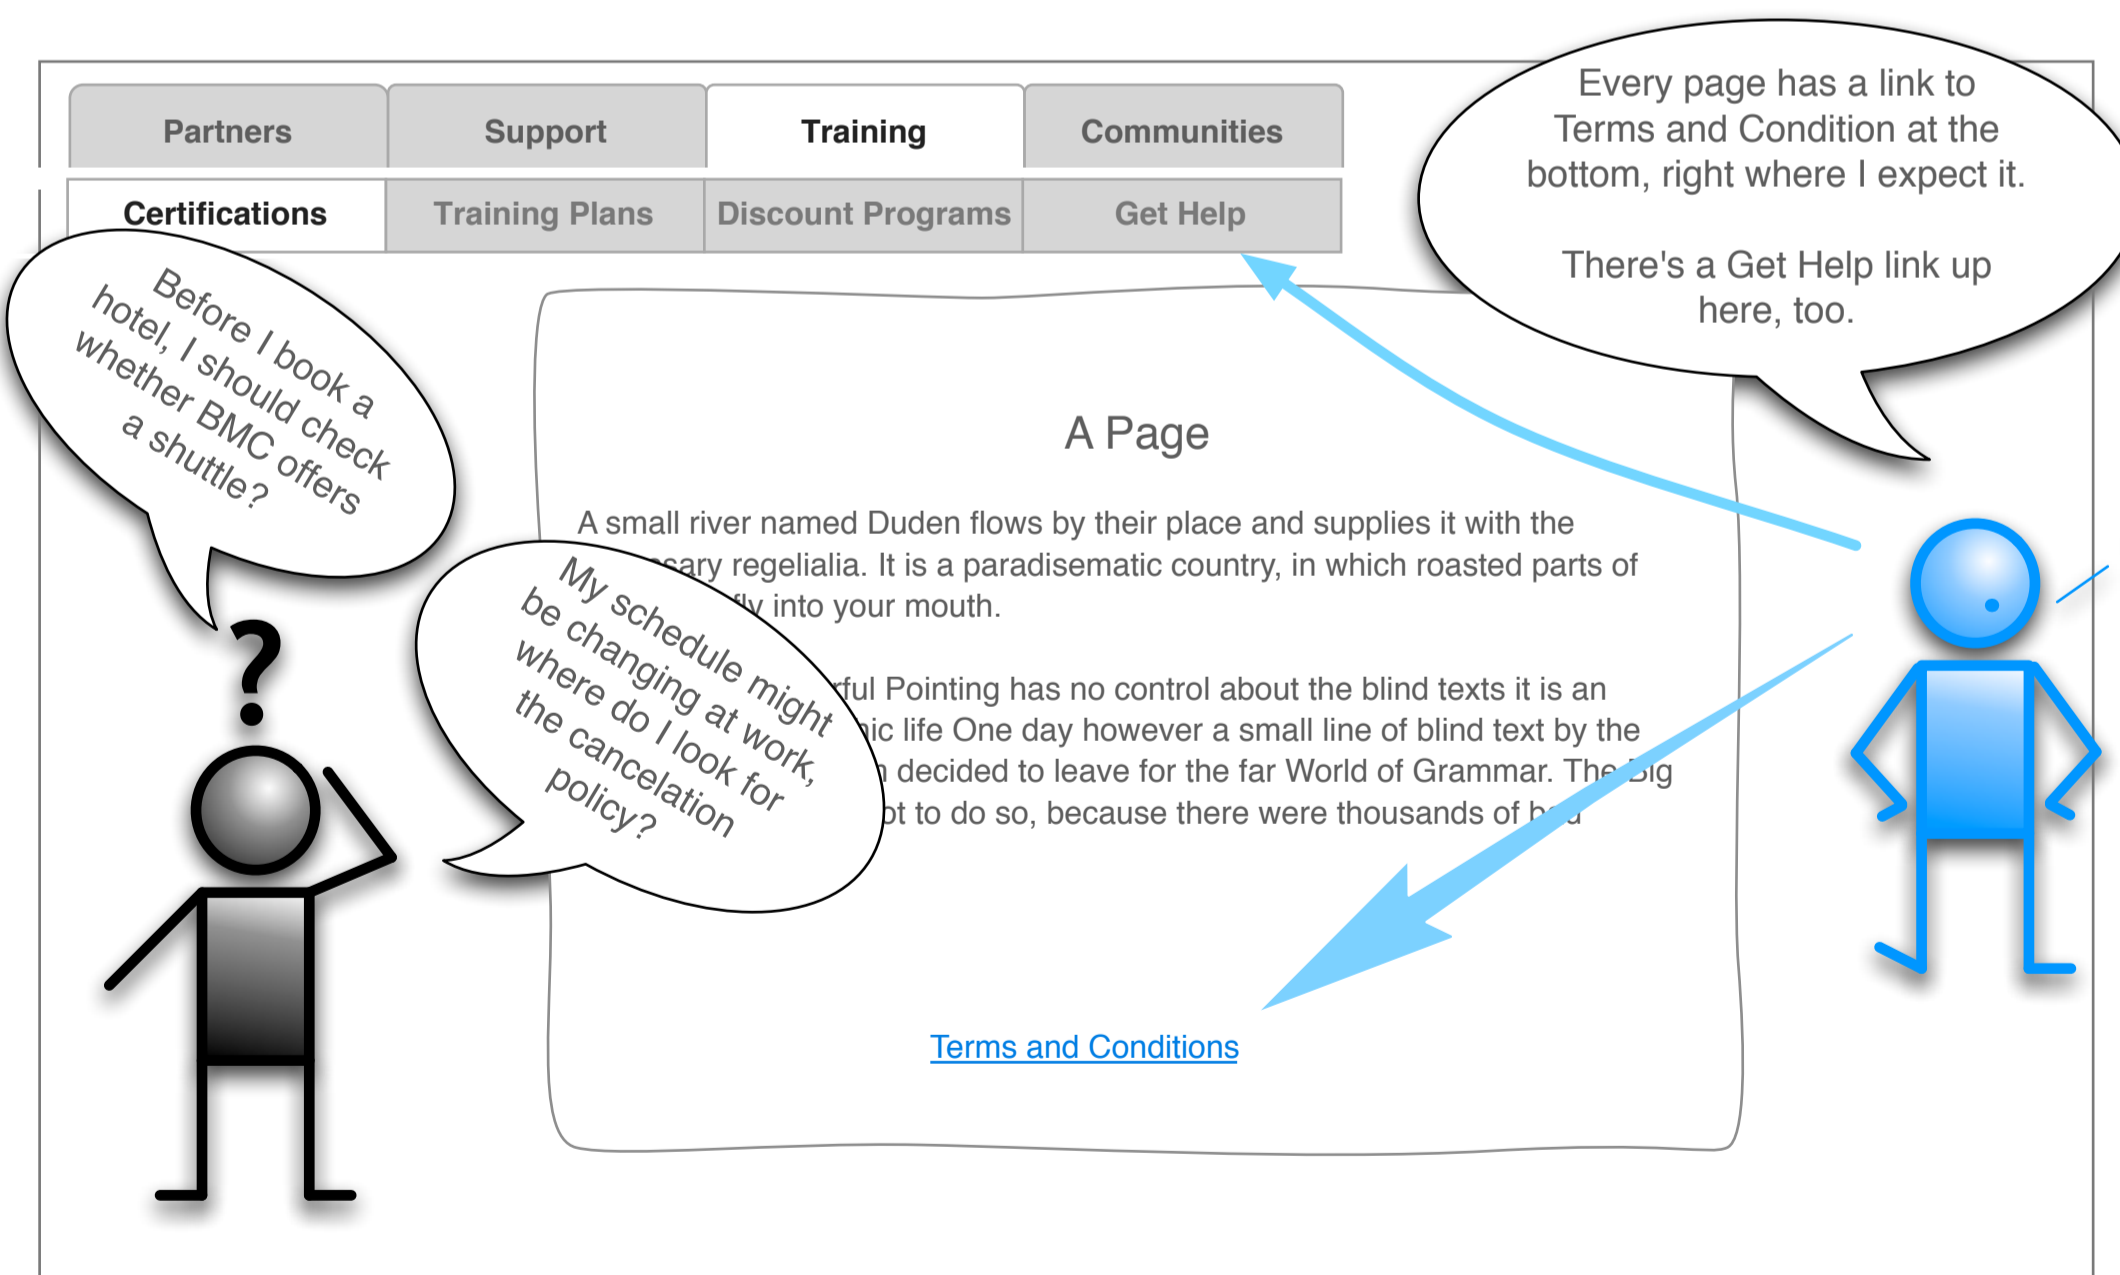 Partners
Support
Training
Communities
Certifications
Training Plans
Discount Programs
Get Help
Every page has a link to
Terms and Condition at the
bottom, right where I expect it.
There's a Get Help link up
here, too.
Before I book a
hotel, I should check
whether BMC offers
a shuttle?
A Page
A small river named Duden flows by their place and supplies it with the
regelialia. It is a paradisematic country, in which roasted parts of
into your mouth.
My schedule might
be changing at work,
where do I look for
the cancelation
policy?
Pointing has no control about the blind texts it is an
life One day however a small line of blind text by the
decided to leave for the far World of Grammar. The Big
to do so, because there were thousands of
Terms and Conditions
?